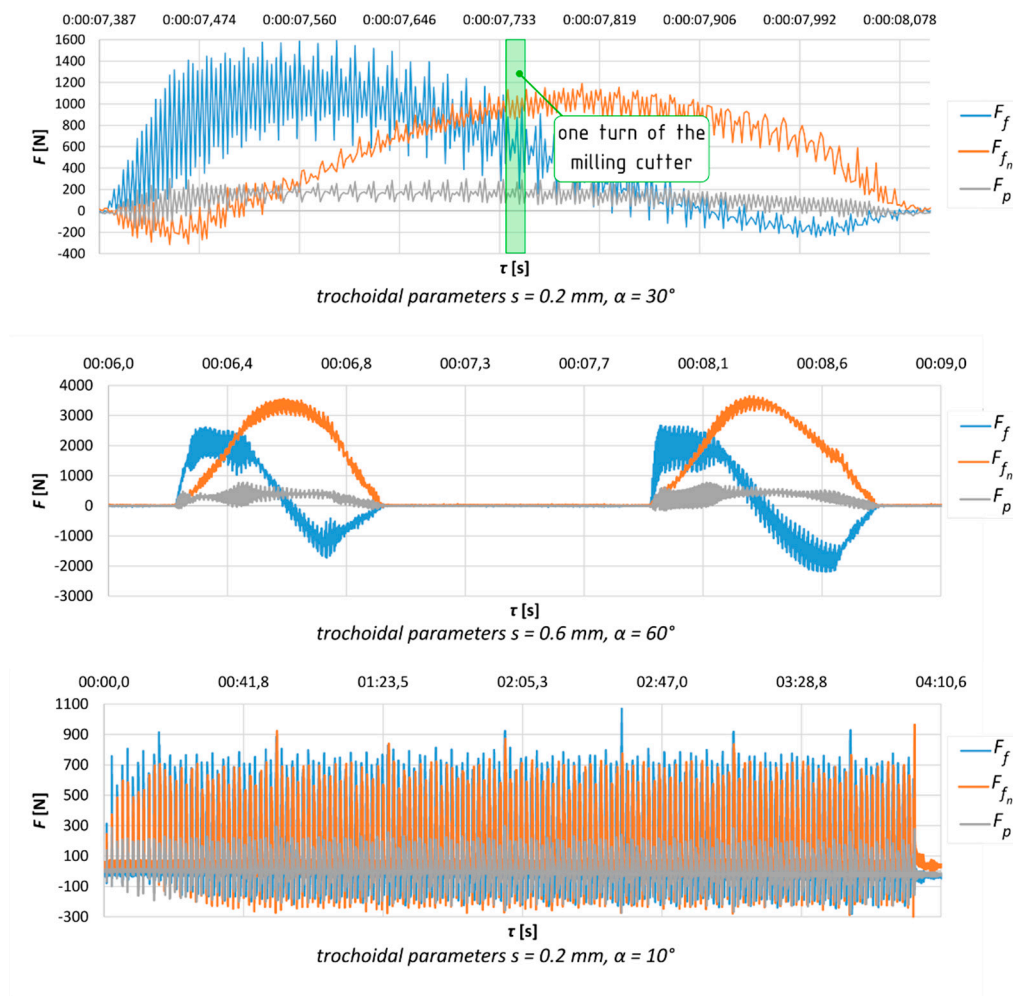 0:00:07,387 0:00:07,474 0:00:07,560 0:00:07,646 0:00:07,733 0:00:07,819 0:00:07,906 0:00:07,992 0:00:08,078
1600
1400
1200
1000
800
600
400
200
0
-200
-400
F [N]
one turn of the
milling cutter
F_f
F_{f_n}
F_p
τ [s]
trochoidal parameters s = 0.2 mm, α = 30°
00:06,0 00:06,4 00:06,8 00:07,3 00:07,7 00:08,1 00:08,6 00:09,0
4000
3000
2000
1000
0
-1000
-2000
-3000
F [N]
F_f
F_{f_n}
F_p
τ [s]
trochoidal parameters s = 0.6 mm, α = 60°
00:00,0 00:41,8 01:23,5 02:05,3 02:47,0 03:28,8 04:10,6
1100
900
700
500
300
100
-100
-300
F [N]
F_f
F_{f_n}
F_p
τ [s]
trochoidal parameters s = 0.2 mm, α = 10°